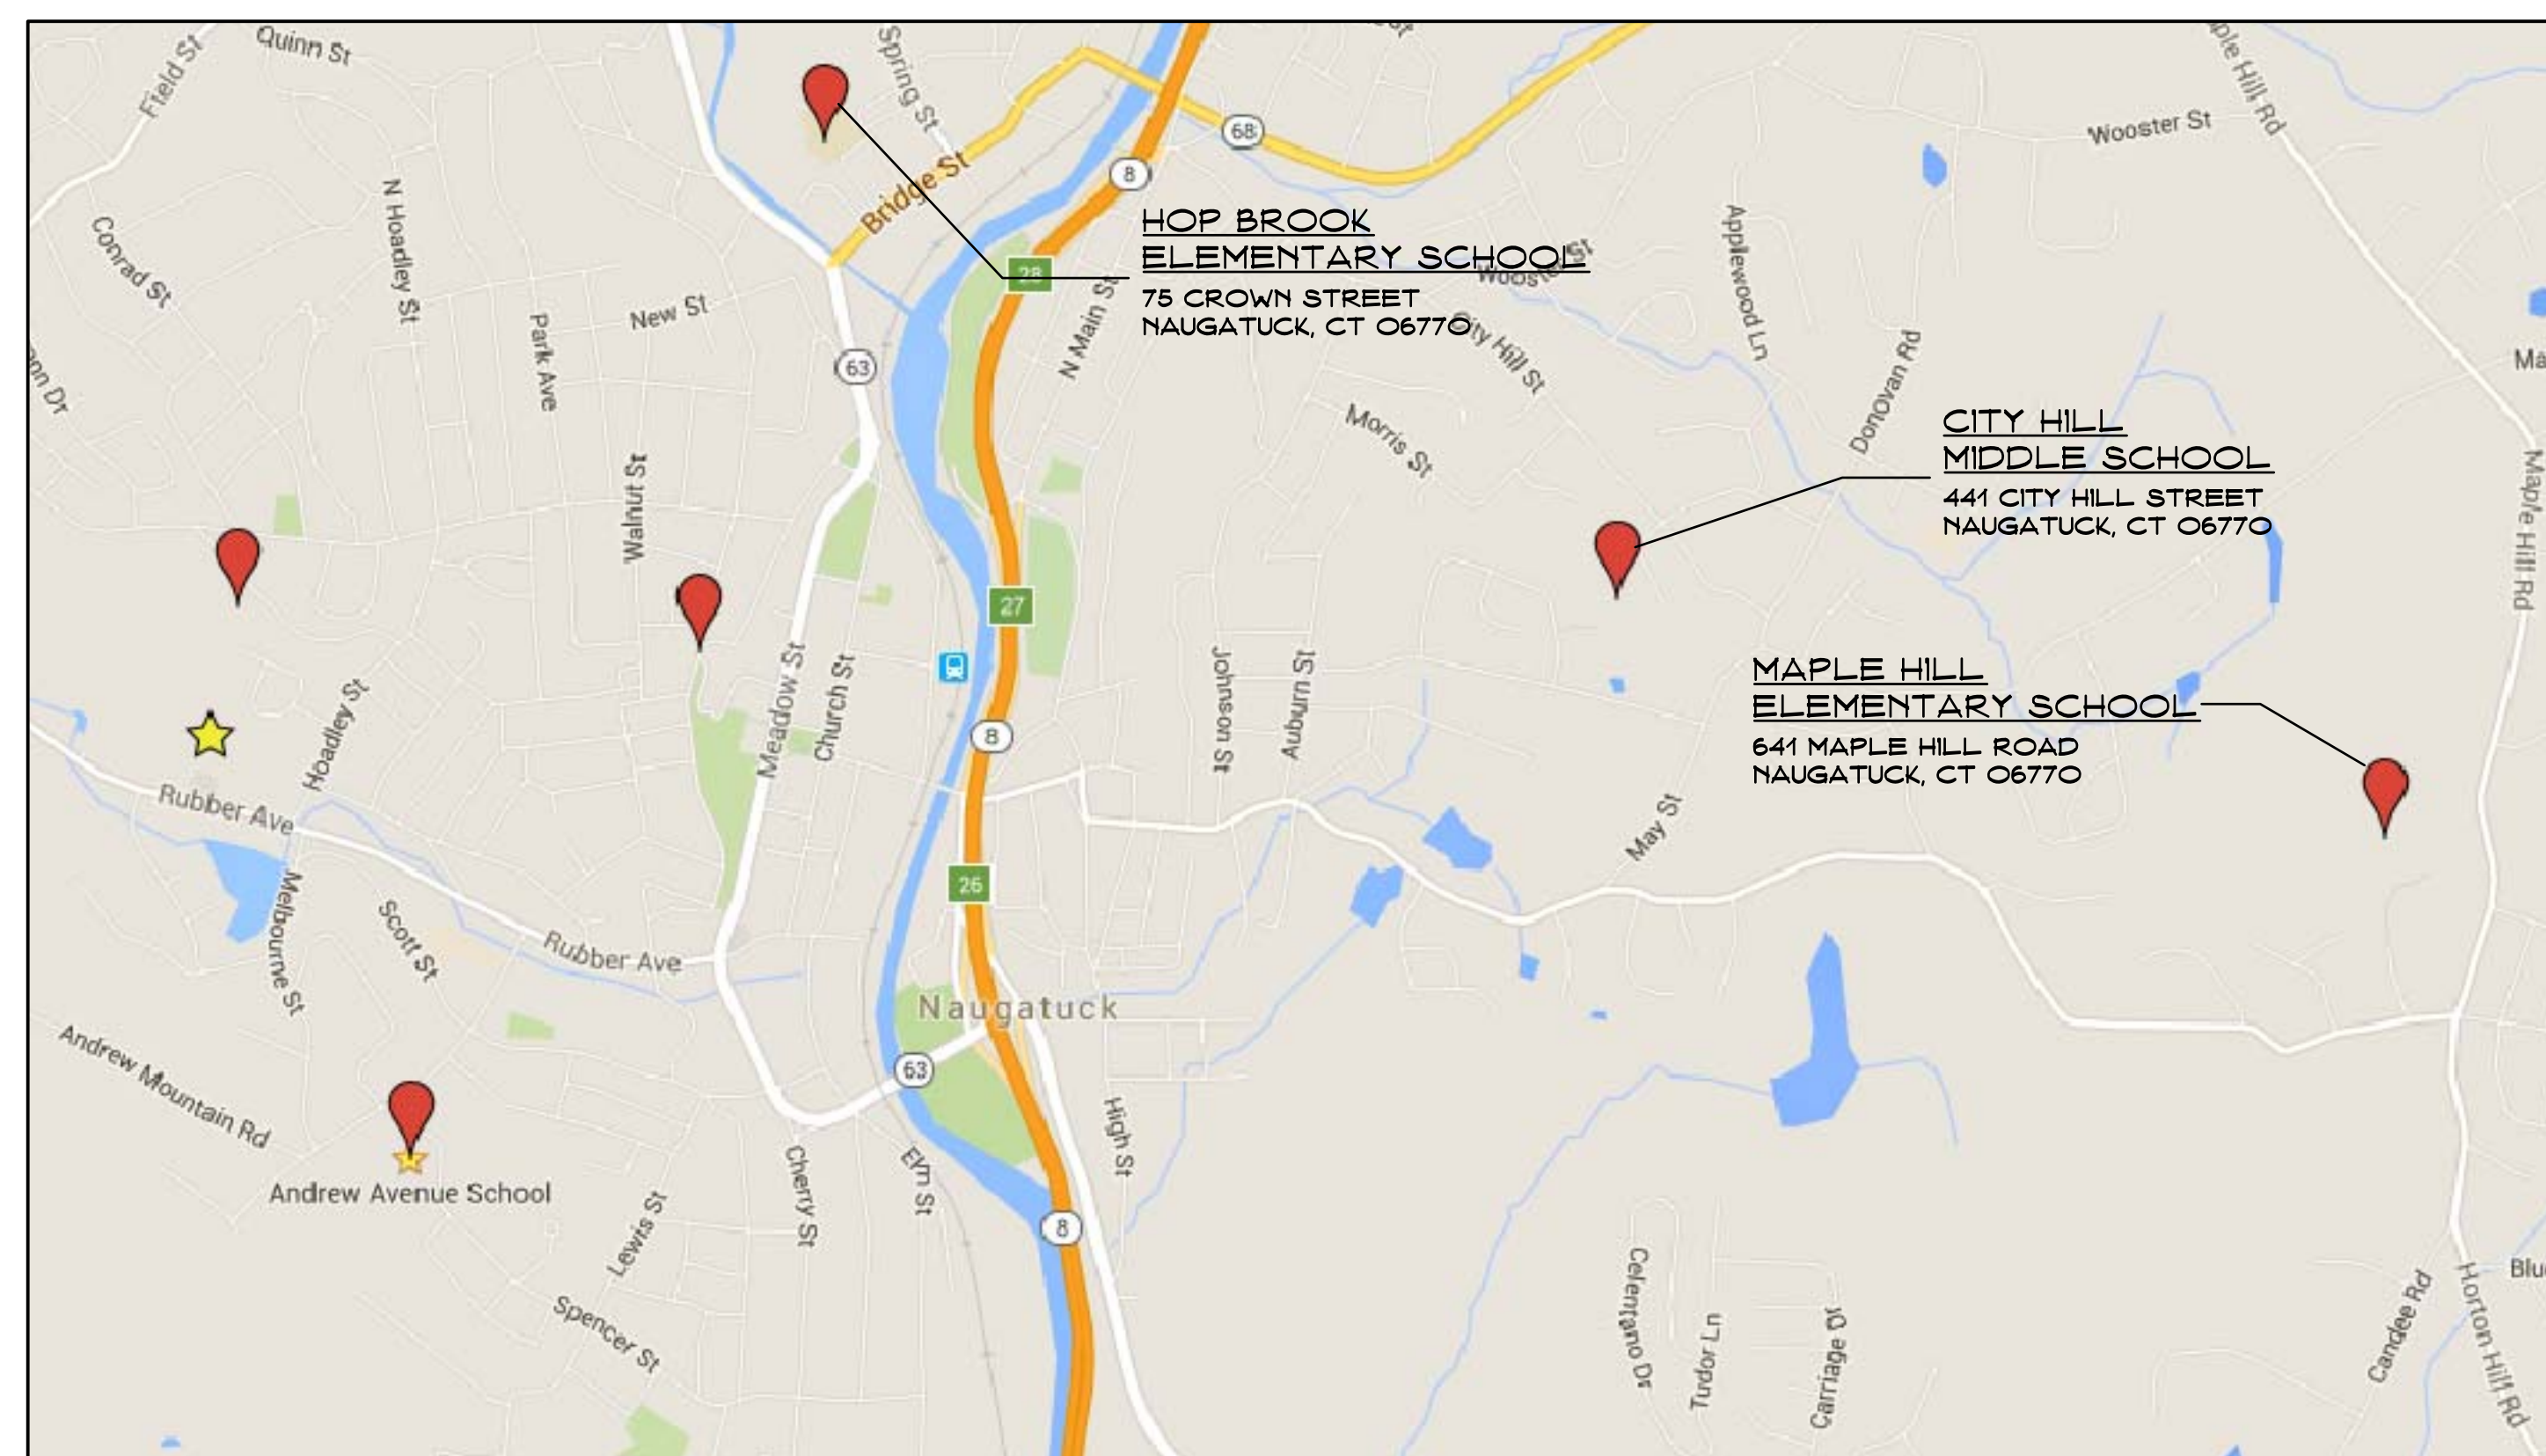 Quinn St
Field St
Spring St
Maple Hill Rd
68
Wooster St
8
Bridge St
N Hoadley St
Conrad St
HOP BROOK
ELEMENTARY SCHOOL
75 CROWN STREET
NAUGATUCK, CT 06770
Applewood Ln
Wooster St
28
New St
Park Ave
N Main St
City Hill St
63
Donovan Rd
Morris St
CITY HILL
MIDDLE SCHOOL
441 CITY HILL STREET
NAUGATUCK, CT 06770
Walnut St
Maple Hill Rd
27
MAPLE HILL
ELEMENTARY SCHOOL
641 MAPLE HILL ROAD
NAUGATUCK, CT 06770
Meadow St
Church St
Johnson St
Auburn St
Hoadley St
8
Rubber Ave
May St
26
Melbourne St
Scott St
Rubber Ave
Naugatuck
Andrew Mountain Rd
63
High St
Andrew Avenue School
Cherry St
Elm St
Lewis St
8
Spencer St
Celentano Dr
Tudor Ln
Carriage Dr
Candee Rd
Horton Hill Rd